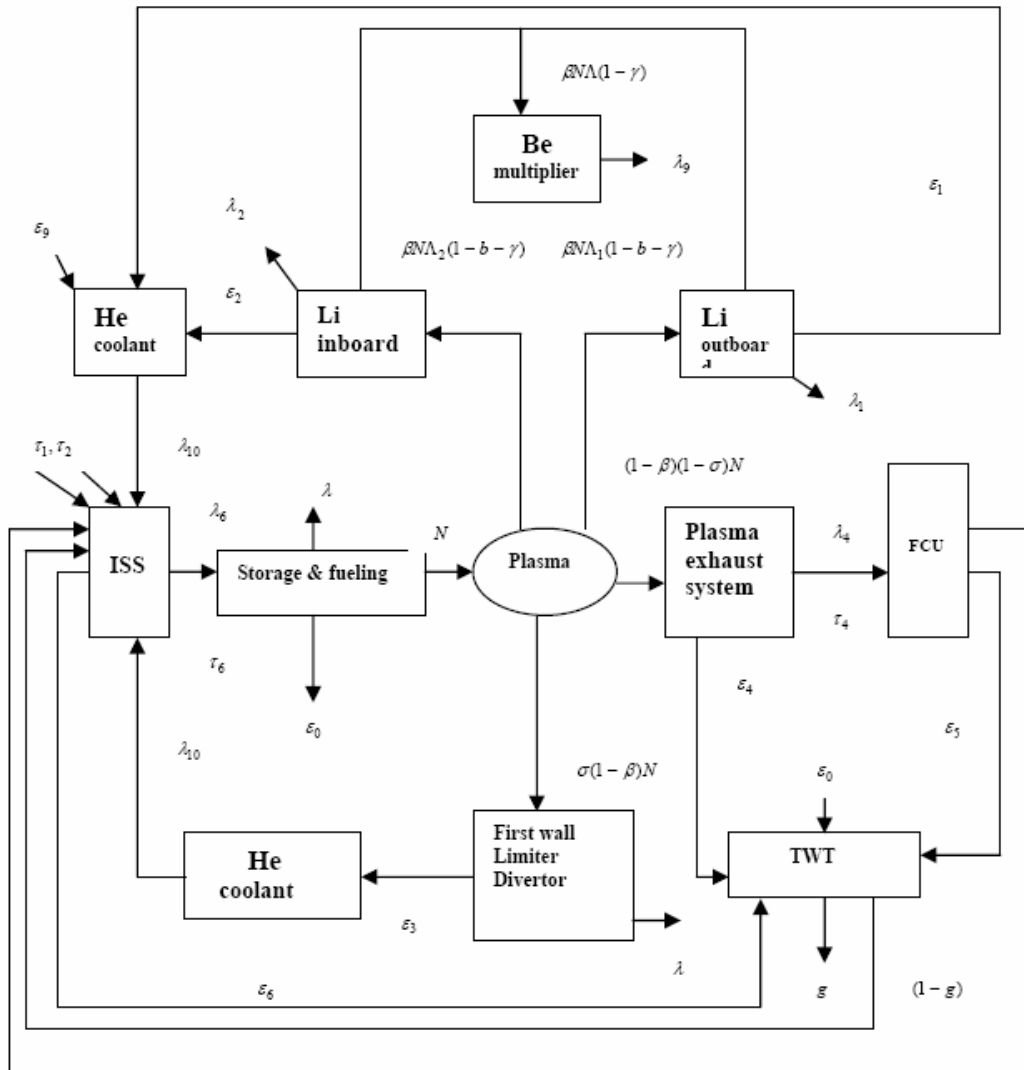 βNΛ(1 − γ)
Be
multiplier
λ₉
ε₁
λ₂
ε₉
βNΛ₂(1 − b − γ)
βNΛ₁(1 − b − γ)
ε₂
He
coolant
Li
inboard
Li
outboar
d
λ₁
τ₁, τ₂
λ₁₀
(1 − β)(1 − σ)N
λ
λ₆
N
λ₄
ISS
Storage & fueling
Plasma
Plasma
exhaust
system
FCU
τ₆
τ₄
ε₀
ε₄
λ₁₀
ε₅
σ(1 − β)N
ε₀
He
coolant
First wall
Limiter
Divertor
TWT
ε₃
λ
ε₆
g
(1 − g)